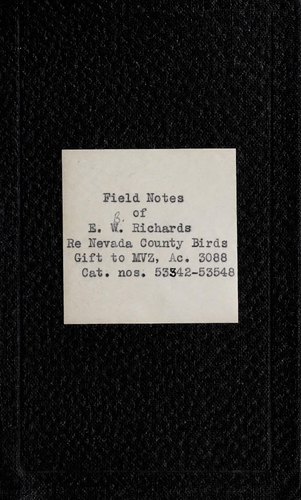 Field Notes
of
B.
E. W. Richards
Re Nevada County Birds
Gift to MVZ, Ac. 3088
Cat. nos. 53342-53548